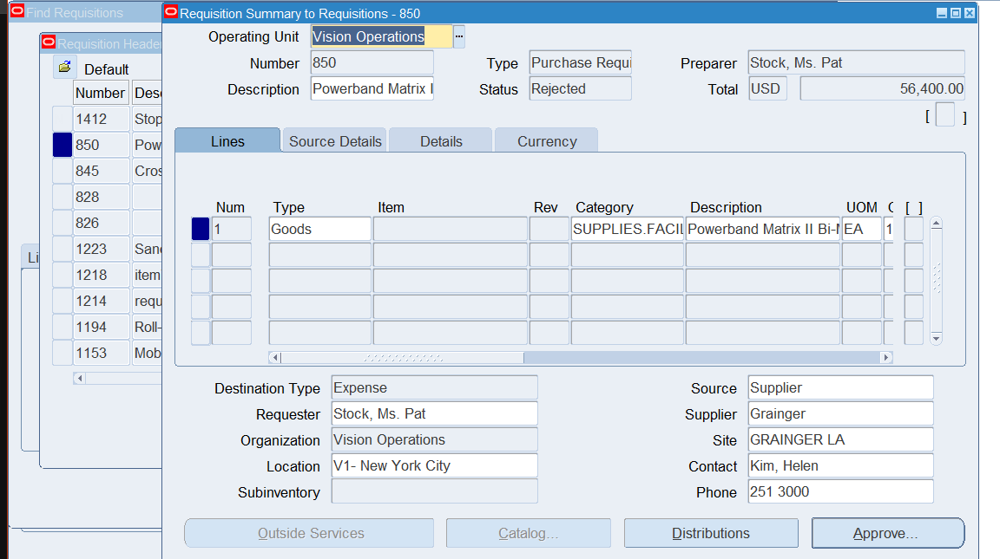 Find Requisitions
Requisition Summary to Requisitions - 850
Requisition Heade
Default
Number Des
1412 Stop
850 Pow
845 Cros
828
826
1223 San
1218 item
1214 requ
1194 Roll-
1153 Mob
Li
Operating Unit Vision Operations ...
Number 850 Type Purchase Requi Preparer Stock, Ms. Pat
Description Powerband Matrix I Status Rejected Total USD 56,400.00
[ ]
Lines Source Details Details Currency
Num Type Item Rev Category Description UOM [ ]
1 Goods SUPPLIES.FACIL Powerband Matrix II Bi- EA 1
Destination Type Expense Source Supplier
Requester Stock, Ms. Pat Supplier Grainger
Organization Vision Operations Site GRAINGER LA
Location V1- New York City Contact Kim, Helen
Subinventory Phone 251 3000
Outside Services Catalog... Distributions Approve...